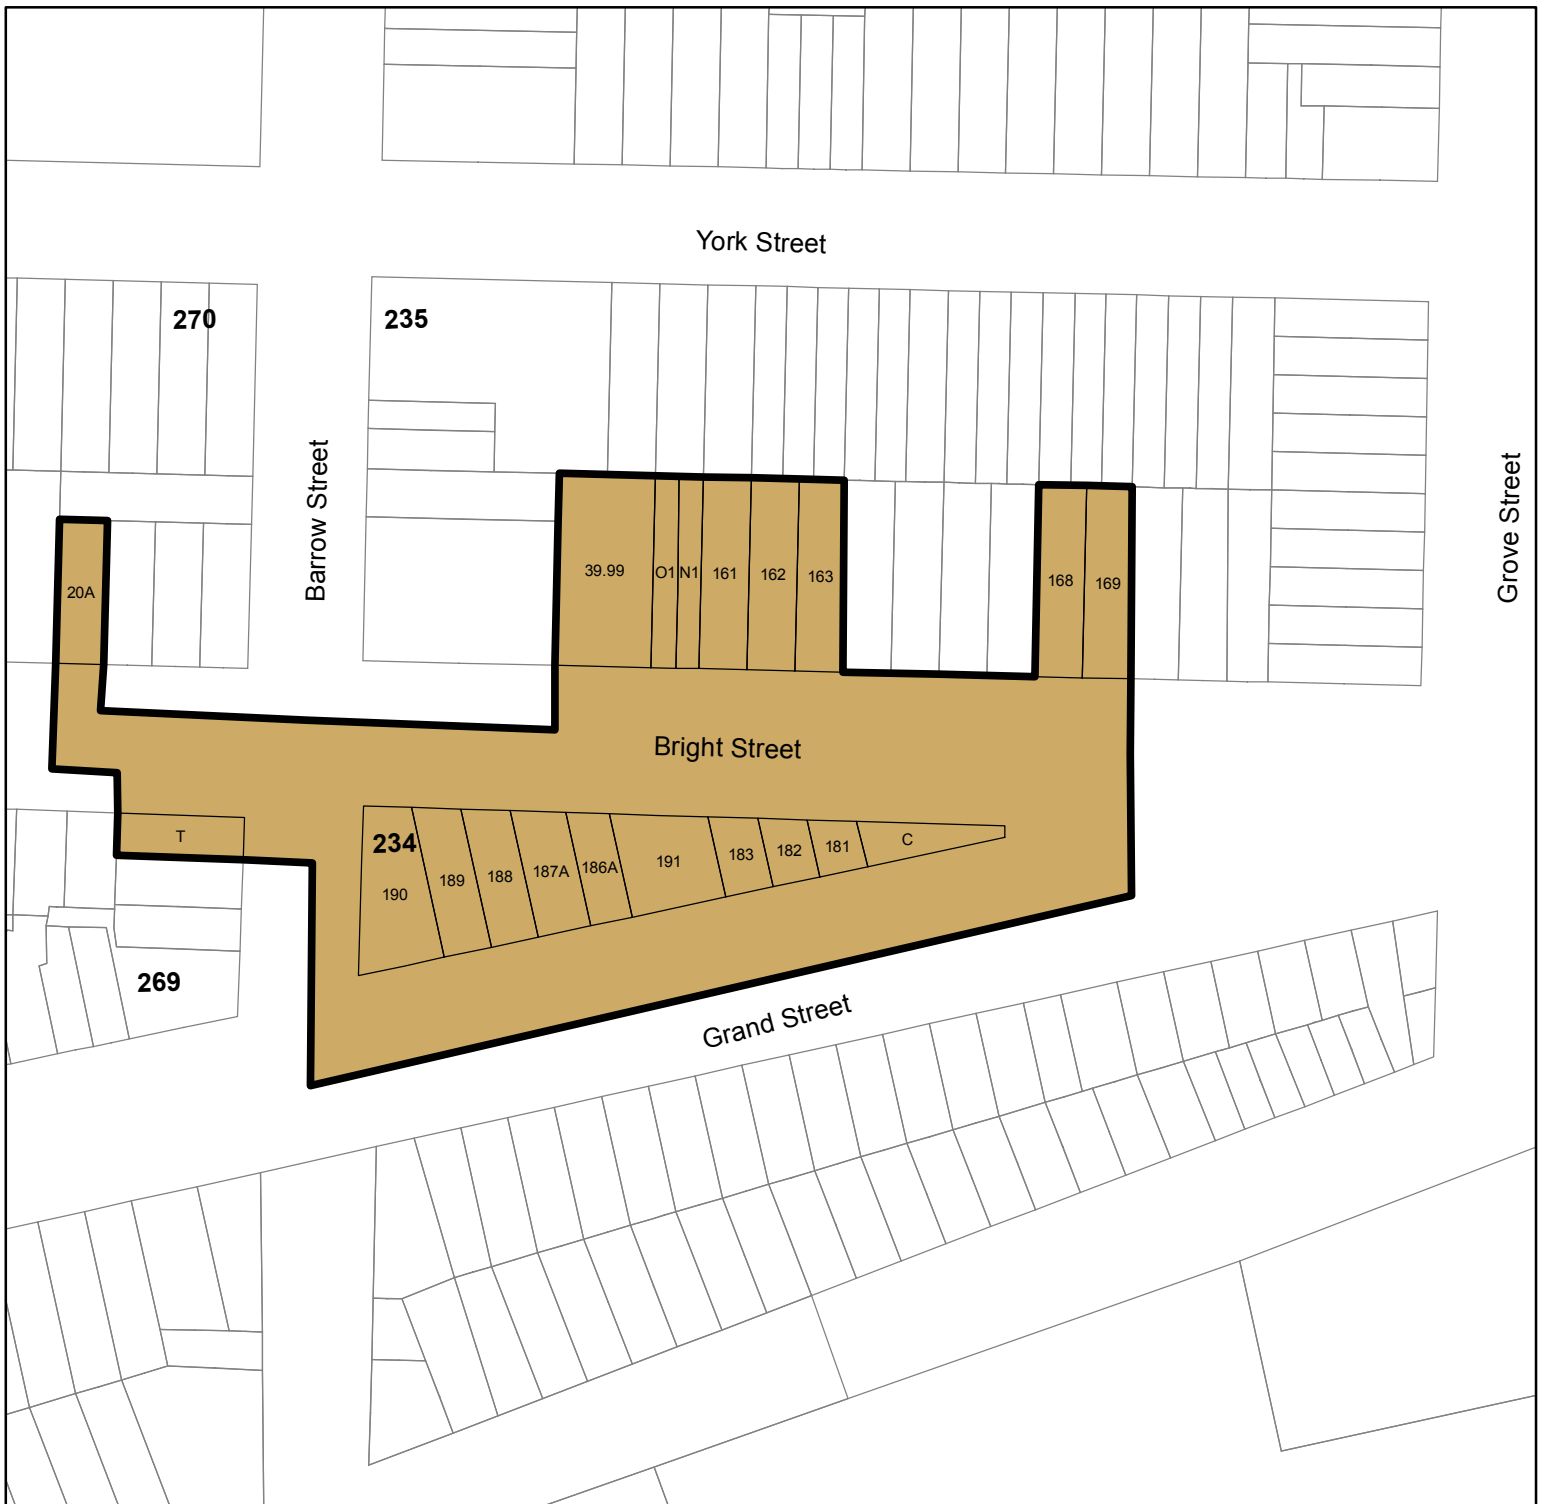 York Street
270
235
Barrow Street
Grove Street
39.99
O1
N1
161
162
163
168
169
20A
Bright Street
T
234
190
189
188
187A
186A
191
183
182
181
C
269
Grand Street